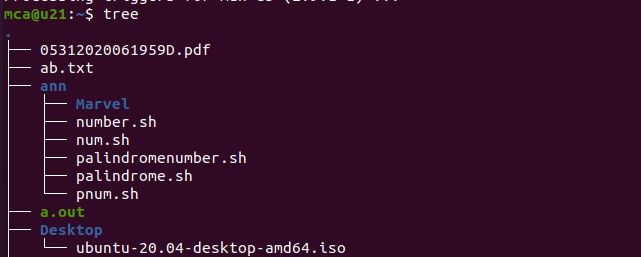 mca@u21:~$ tree
.
├── 05312020061959D.pdf
├── ab.txt
├── ann
│   ├── Marvel
│   ├── number.sh
│   ├── num.sh
│   ├── palindromenumber.sh
│   ├── palindrome.sh
│   └── pnum.sh
├── a.out
├── Desktop
│   └── ubuntu-20.04-desktop-amd64.iso